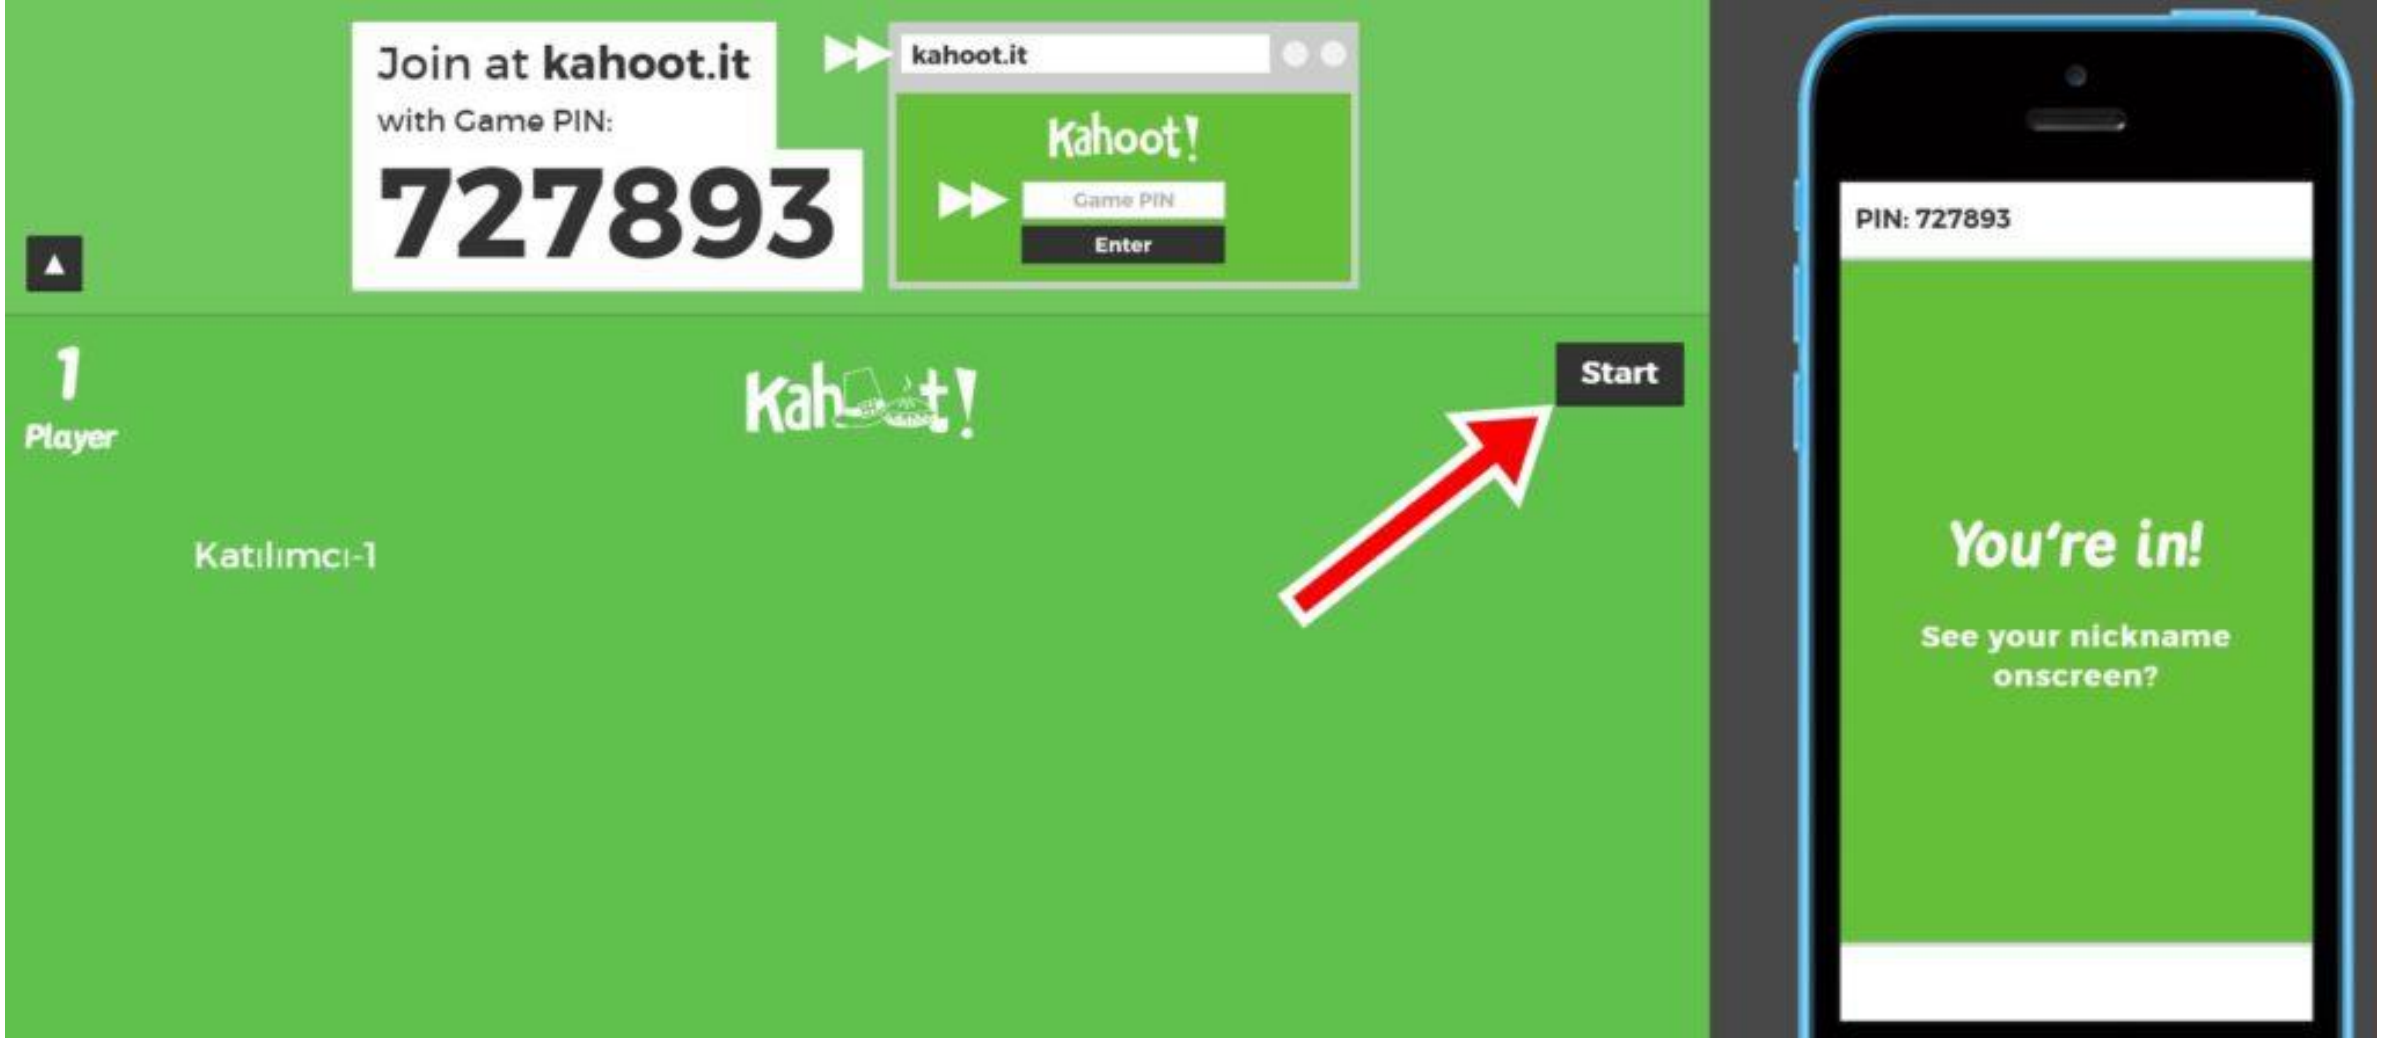 Join at kahoot.it
with Game PIN:
727893
kahoot.it
Kahoot!
Game PIN
Enter
▲
1
Player
Kahoot!
Start
Katılımcı-1
PIN: 727893
You're in!
See your nickname
onscreen?